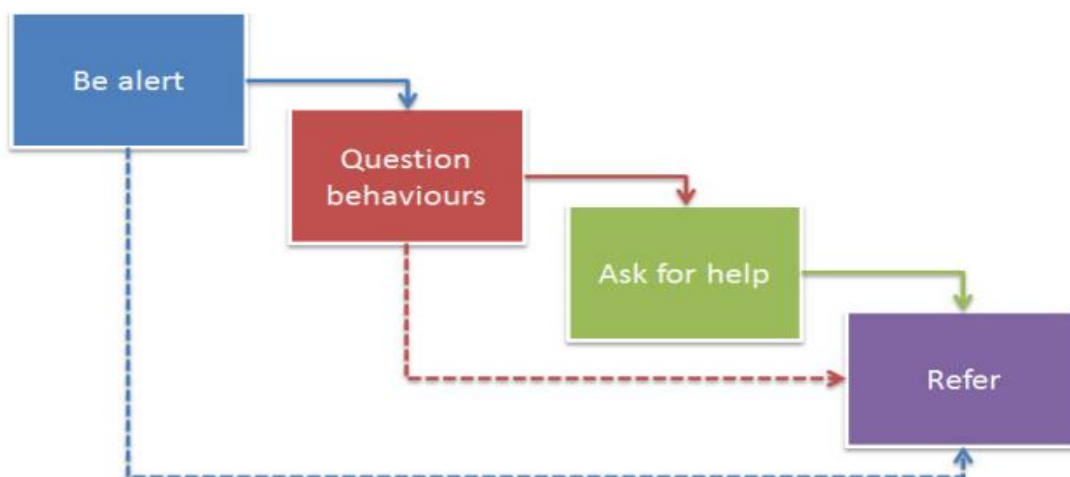 Be alert
Question
behaviours
Ask for help
Refer